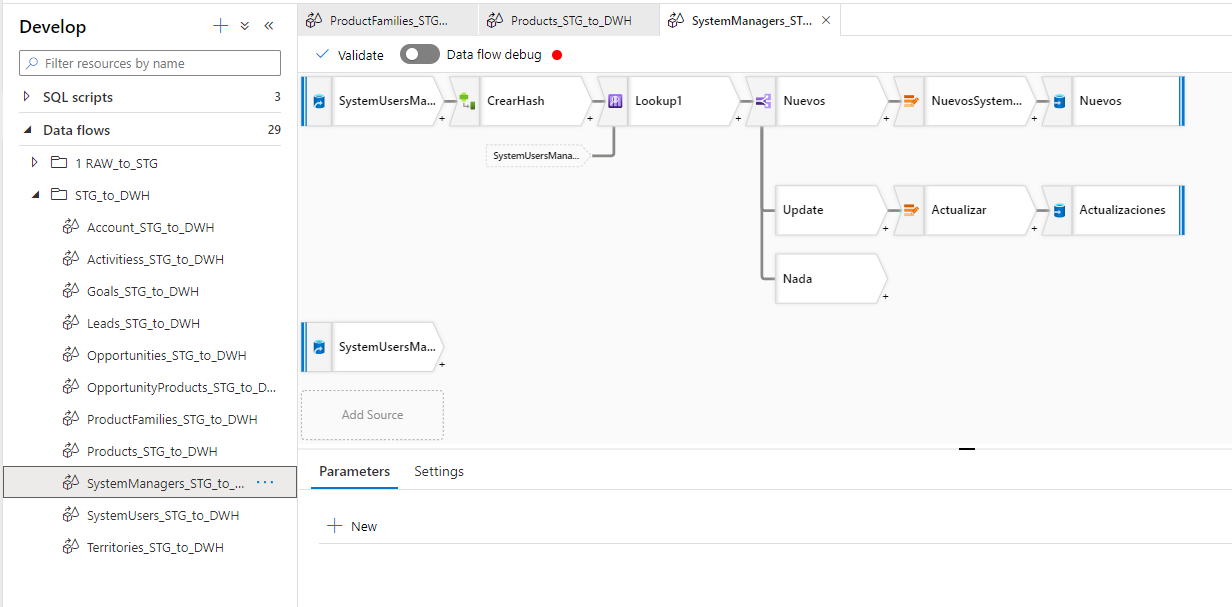 Develop
Filter resources by name
SQL scripts 3
Data flows 29
1 RAW_to_STG
STG_to_DWH
Account_STG_to_DWH
Activitiess_STG_to_DWH
Goals_STG_to_DWH
Leads_STG_to_DWH
Opportunities_STG_to_DWH
OpportunityProducts_STG_to_D...
ProductFamilies_STG_to_DWH
Products_STG_to_DWH
SystemManagers_STG_to_... ...
SystemUsers_STG_to_DWH
Territories_STG_to_DWH
ProductFamilies_STG... Products_STG_to_DWH SystemManagers_ST...
Validate Data flow debug
SystemUsersMa... CrearHash Lookup1 Nuevos NuevosSystem... Nuevos
SystemUsersMana...
Update Actualizar Actualizaciones
Nada
SystemUsersMa...
Add Source
Parameters Settings
New